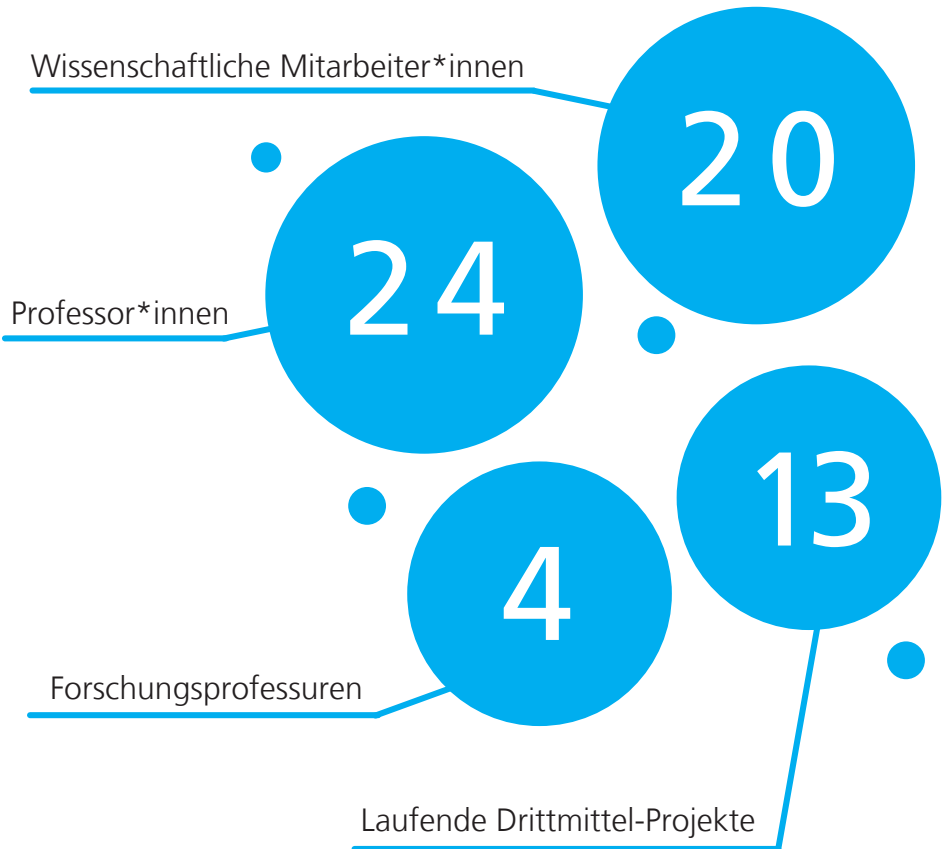 Wissenschaftliche Mitarbeiter*innen
20
24
Professor*innen
13
4
Forschungsprofessuren
Laufende Drittmittel-Projekte